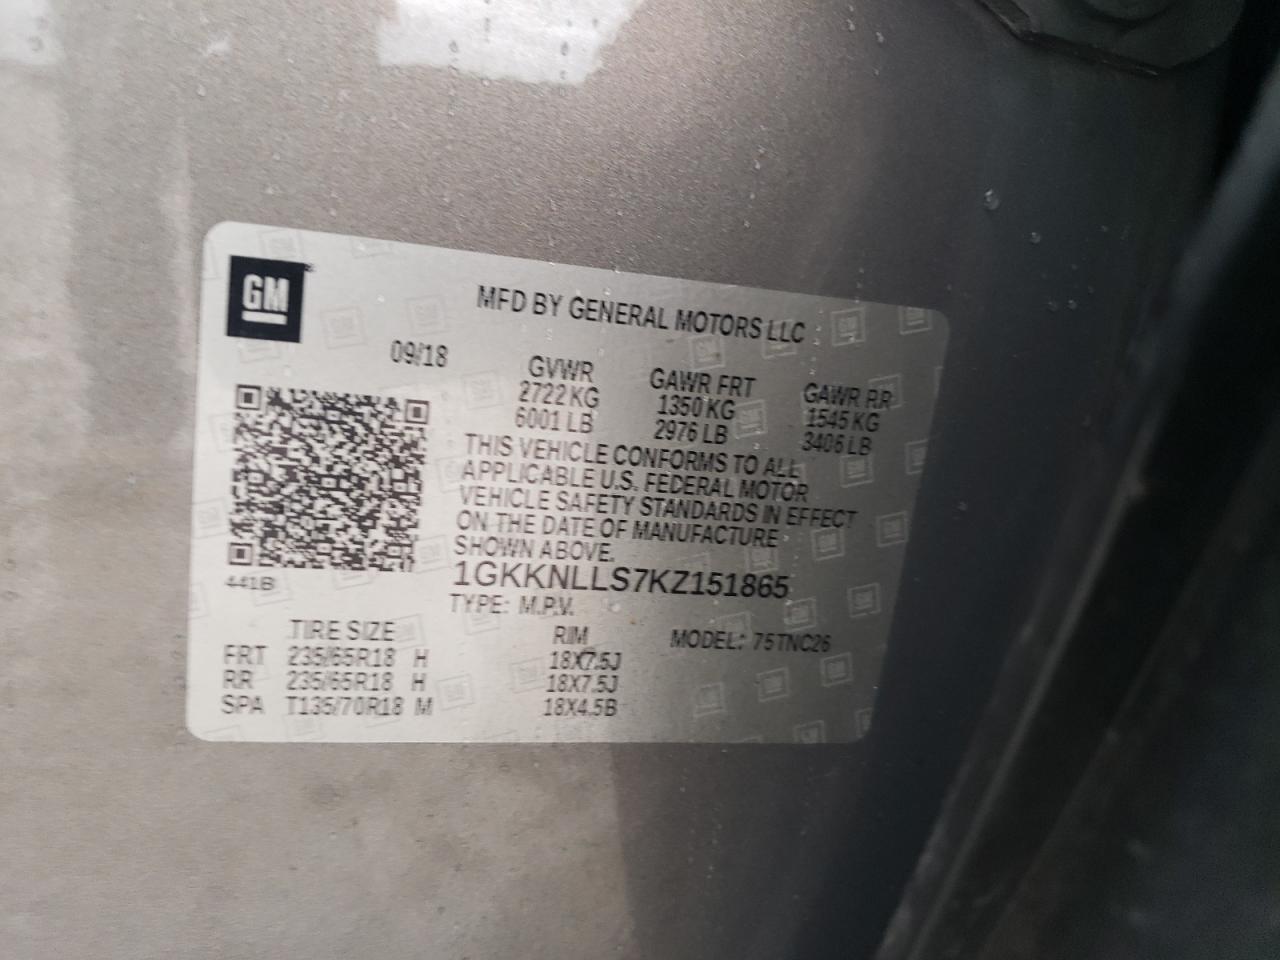 GM
MFD BY GENERAL MOTORS LLC
09/18
GVWR GAWR FRT GAWR RR
2722 KG 1350 KG 1545 KG
6001 LB 2976 LB 3406 LB
THIS VEHICLE CONFORMS TO ALL
APPLICABLE U.S. FEDERAL MOTOR
VEHICLE SAFETY STANDARDS IN EFFECT
ON THE DATE OF MANUFACTURE
SHOWN ABOVE.
441B
1GKKNLLS7KZ151865
TYPE: M.P.V.
MODEL: 75TNC26
TIRE SIZE RIM
FRT 235/65R18 H 18X7.5J
RR 235/65R18 H 18X7.5J
SPA T135/70R18 M 18X4.5B